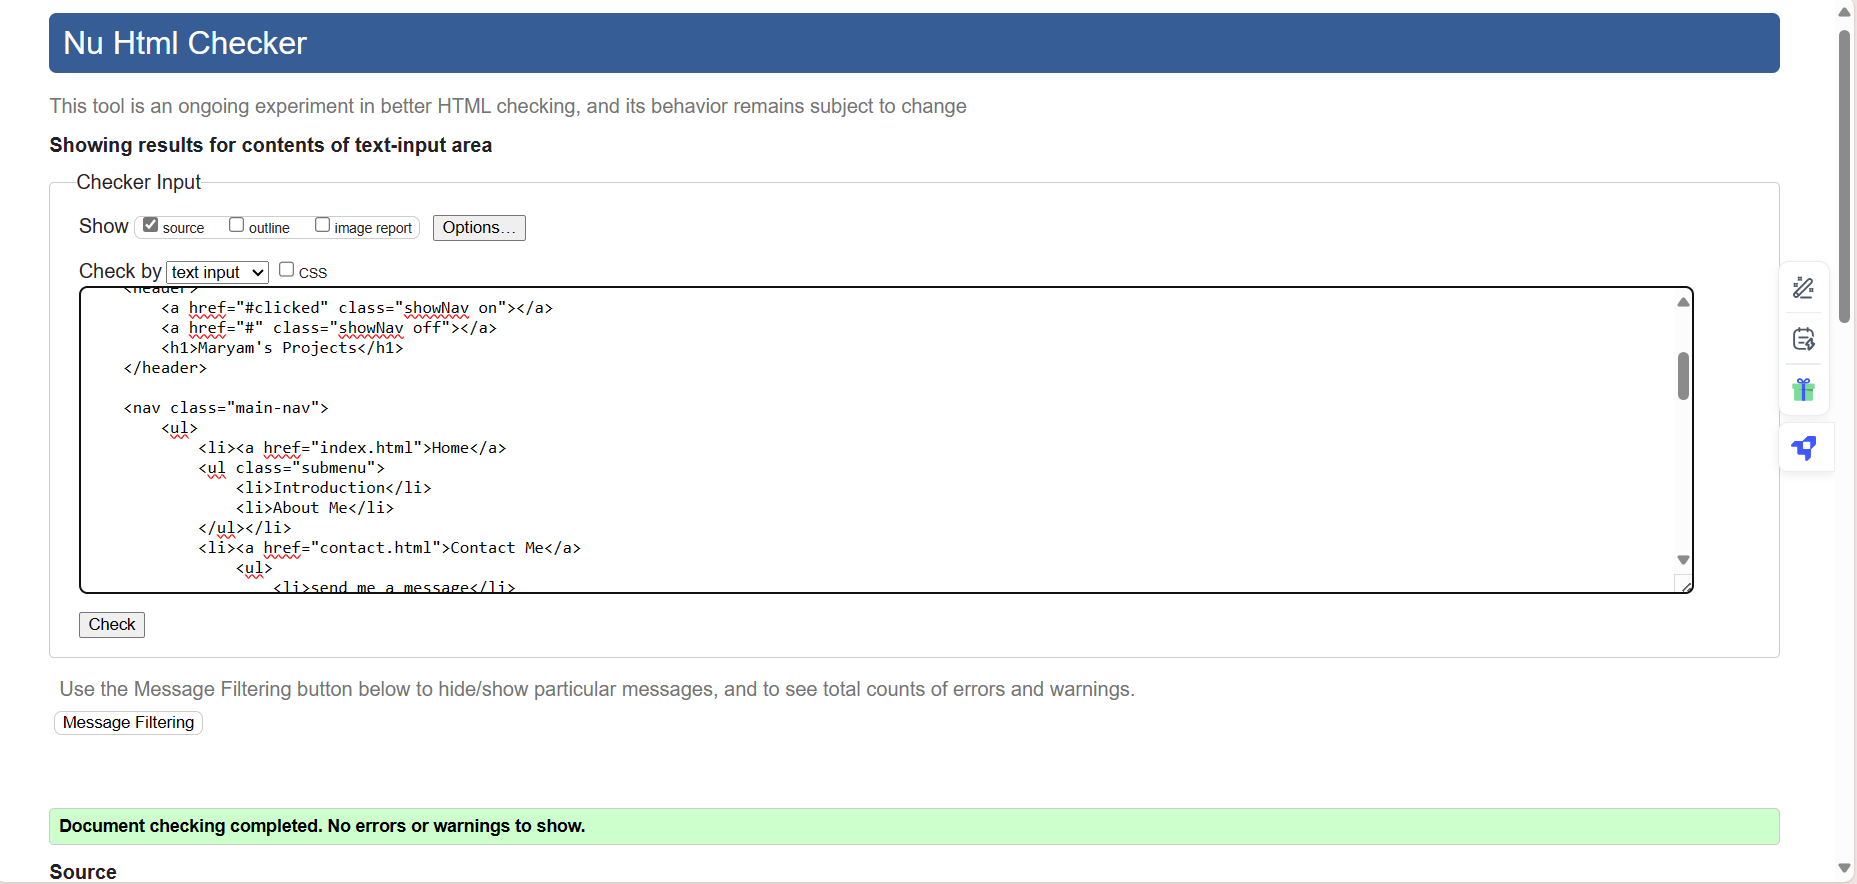 Nu Html Checker
This tool is an ongoing experiment in better HTML checking, and its behavior remains subject to change
Showing results for contents of text-input area
Checker Input
Show source outline image report Options...
Check by text input CSS
<header>
<a href="#clicked" class="showNav on"></a>
<a href="#" class="showNav off"></a>
<h1>Maryam's Projects</h1>
</header>
<nav class="main-nav">
<ul>
<li><a href="index.html">Home</a>
<ul class="submenu">
<li>Introduction</li>
<li>About Me</li>
</ul></li>
<li><a href="contact.html">Contact Me</a>
<ul>
<li>send me a message</li>
Check
Use the Message Filtering button below to hide/show particular messages, and to see total counts of errors and warnings.
Message Filtering
Document checking completed. No errors or warnings to show.
Source